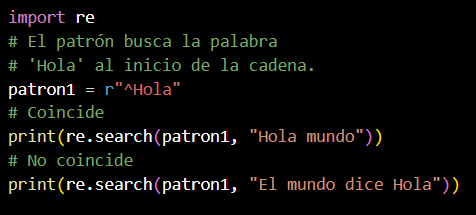 import re
# El patrón busca la palabra
# 'Hola' al inicio de la cadena.
patron1 = r"^Hola"
# Coincide
print(re.search(patron1, "Hola mundo"))
# No coincide
print(re.search(patron1, "El mundo dice Hola"))